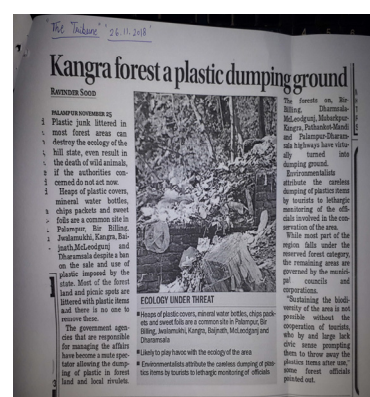 "The Tribune" '26.11.2018'
Kangra forest a plastic dumping ground
RAVINDER SOOD
PALAMPUR NOVEMBER 25
Plastic junk littered in
most forest areas can
destroy the ecology of the
hill state, even result in
the death of wild animals,
if the authorities con-
cerned do not act now.
Heaps of plastic covers,
mineral water bottles,
chips packets and sweet
foils are a common site in
Palampur, Bir Billing,
Jwalamukhi, Kangra, Bai-
jnath, McLeodganj and
Dharamsala despite a ban
on the sale and use of
plastic imposed by the
state. Most of the forest
land and picnic spots are
littered with plastic items
and there is no one to
remove these.
The government agen-
cies that are responsible
for managing the affairs
have become a mute spec-
tator allowing the dump-
ing of plastic in forest
land and local rivulets.
ECOLOGY UNDER THREAT
Heaps of plastic covers, mineral water bottles, chips pack-
ets and sweet foils are a common site in Palampur, Bir
Billing, Jwalamukhi, Kangra, Baijnath, McLeodganj and
Dharamsala
Likely to play havoc with the ecology of the area
Environmentalists attribute the careless dumping of plas-
tics items by tourists to lethargic monitoring of officials
The forests on, Bir-
Billing, Dharamsala-
McLeodgunj, Mubarkpur-
Kangra, Pathankot-Mandi
and Palampur-Dharam-
sala highways have virtu-
ally turned into
dumping ground.
Environmentalists
attribute the careless
dumping of plastics items
by tourists to lethargic
monitoring of the offi-
cials involved in the con-
servation of the area.
While most part of the
region falls under the
reserved forest category,
the remaining areas are
governed by the munici-
pal councils and
corporations.
"Sustaining the biodi-
versity of the area is not
possible without the
cooperation of tourists,
who by and large lack
civic sense prompting
them to throw away the
plastics items after use,"
some forest officials
pointed out.